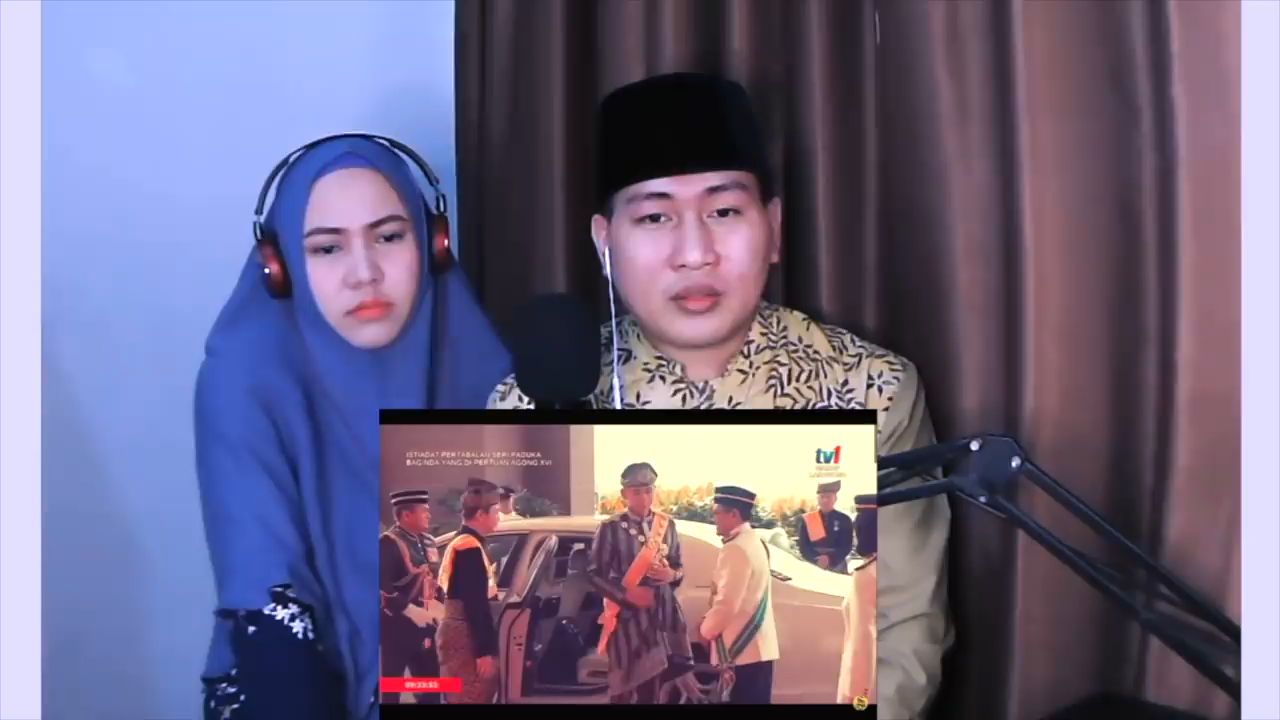 ISTIADAT PERTABALAN SERI PADUKA
BAGINDA YANG DI PERTUAN AGONG XVI
tv1